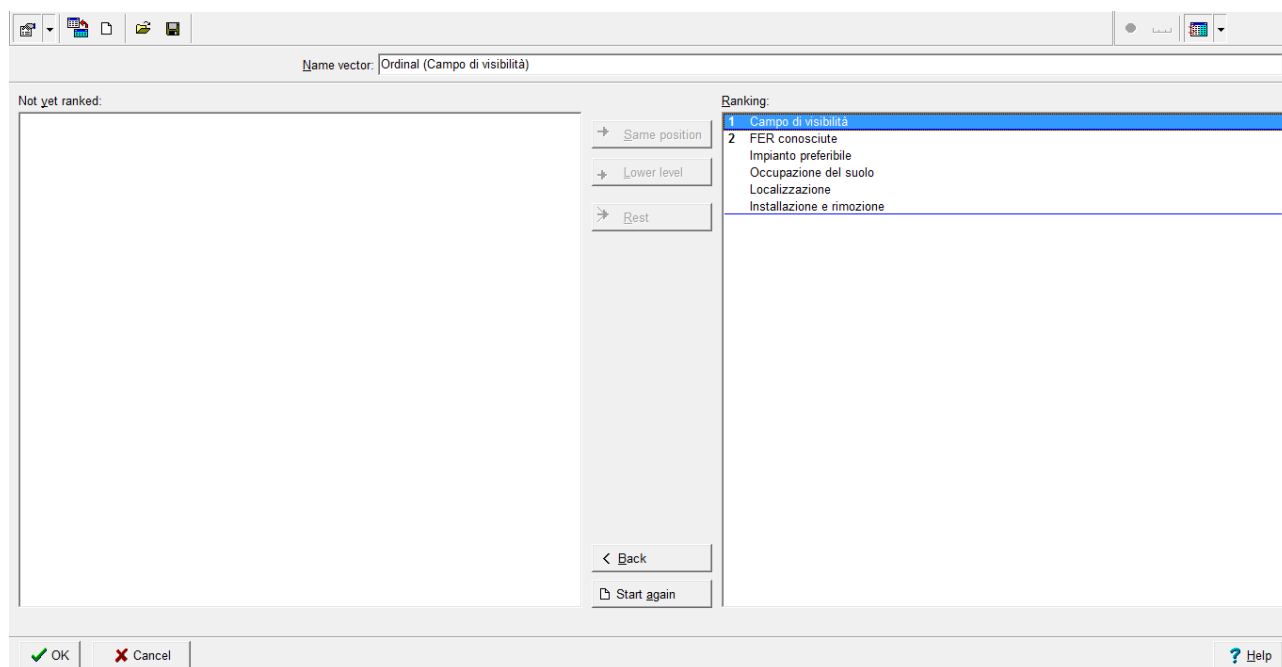 Name vector: Ordinal (Campo di visibilità)
Not yet ranked:
Ranking:
Same position
Lower level
Rest
1 Campo di visibilità
2 FER conosciute
Impianto preferibile
Occupazione del suolo
Localizzazione
Installazione e rimozione
Back
Start again
OK
Cancel
? Help